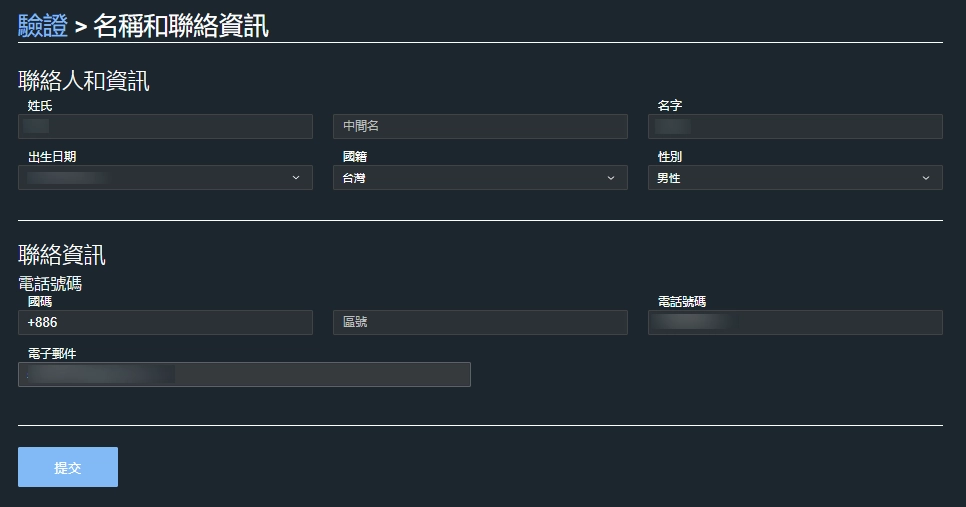 驗證 > 名稱和聯絡資訊
聯絡人和資訊
姓氏
名字
中間名
出生日期
國籍
性別
台灣
男性
聯絡資訊
電話號碼
國碼
電話號碼
+886
區號
電子郵件
提交